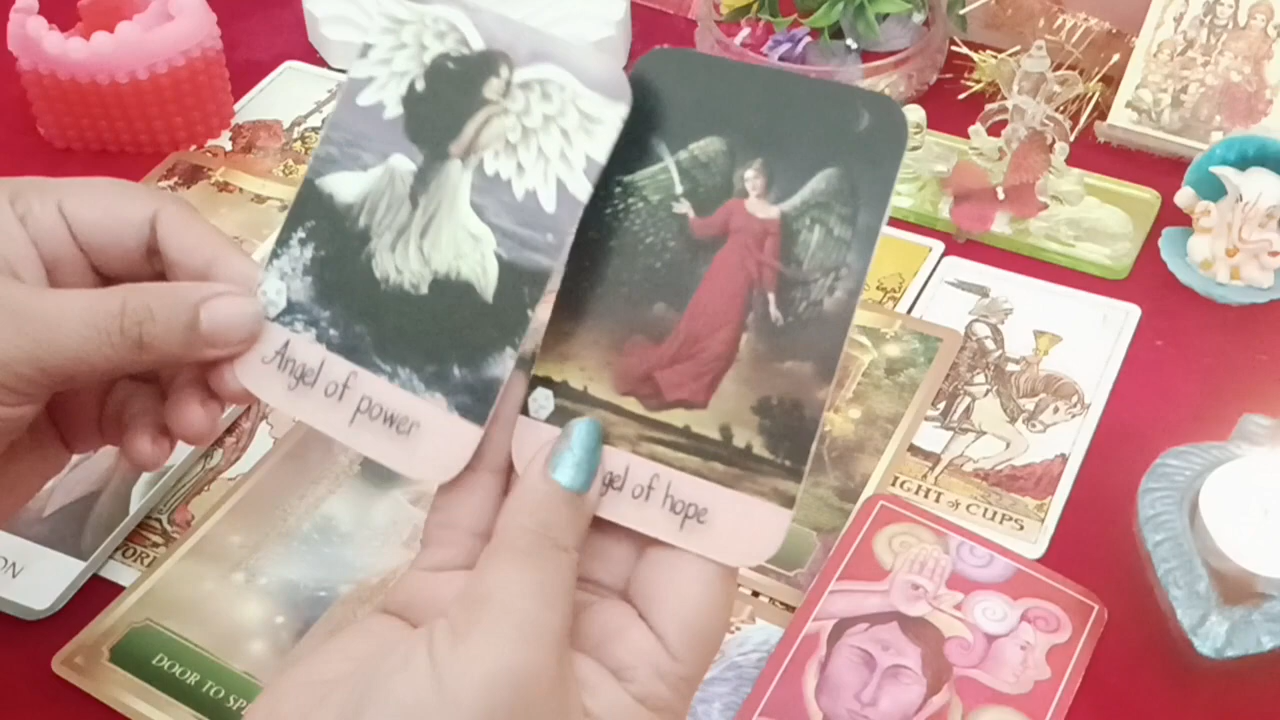 Angel of power
gel of hope
IGHT of CUPS
DOOR TO SP
ON